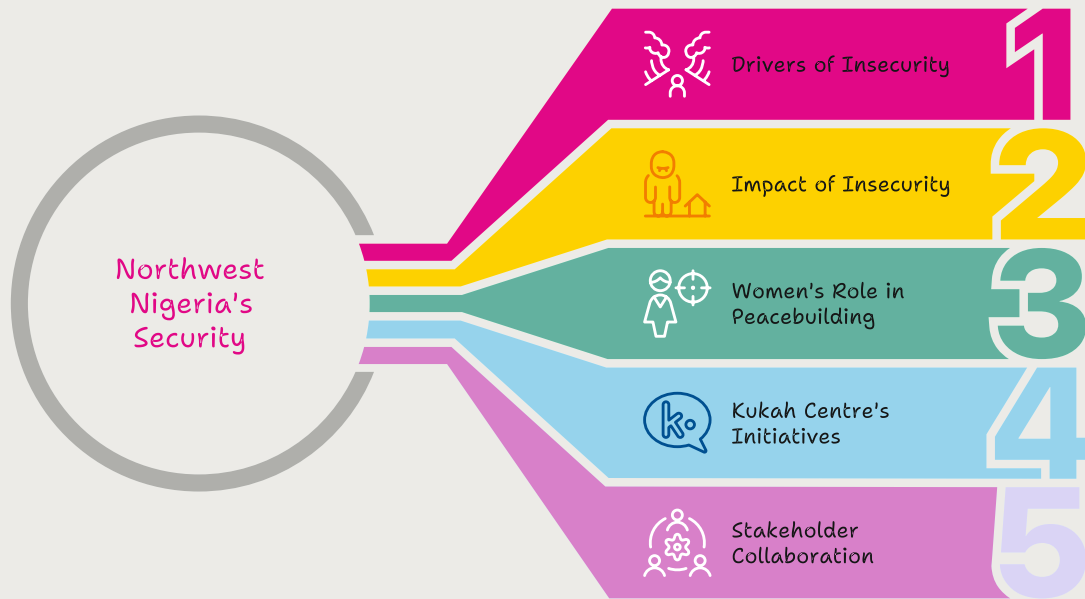 Northwest
Nigeria's
Security
Drivers of Insecurity
1
Impact of Insecurity
2
Women's Role in
Peacebuilding
3
k.
Kukah Centre's
Initiatives
4
Stakeholder
Collaboration
5